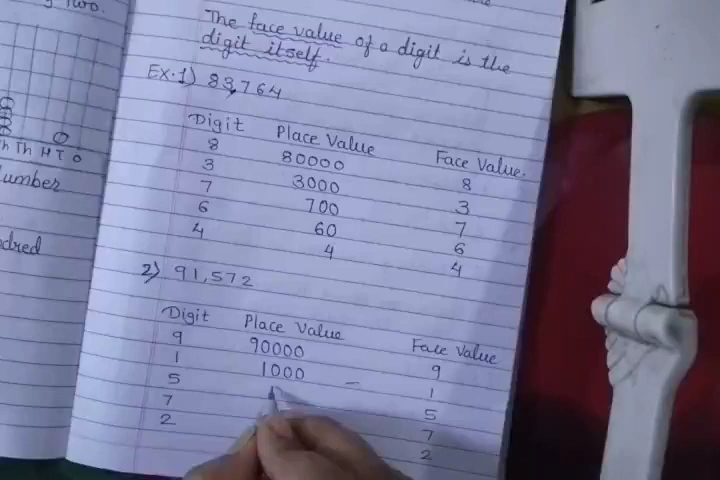 Two.
The face value of a digit is the
digit itself.
Ex.1) 83,764
Digit Place Value Face Value.
8 80000 8
3 3000 3
7 700 7
6 60 6
4 4 4
2) 91,572
Digit Place Value Face Value
9 90000 9
1 1000 1
5 5
7 7
2 2
Th H T O